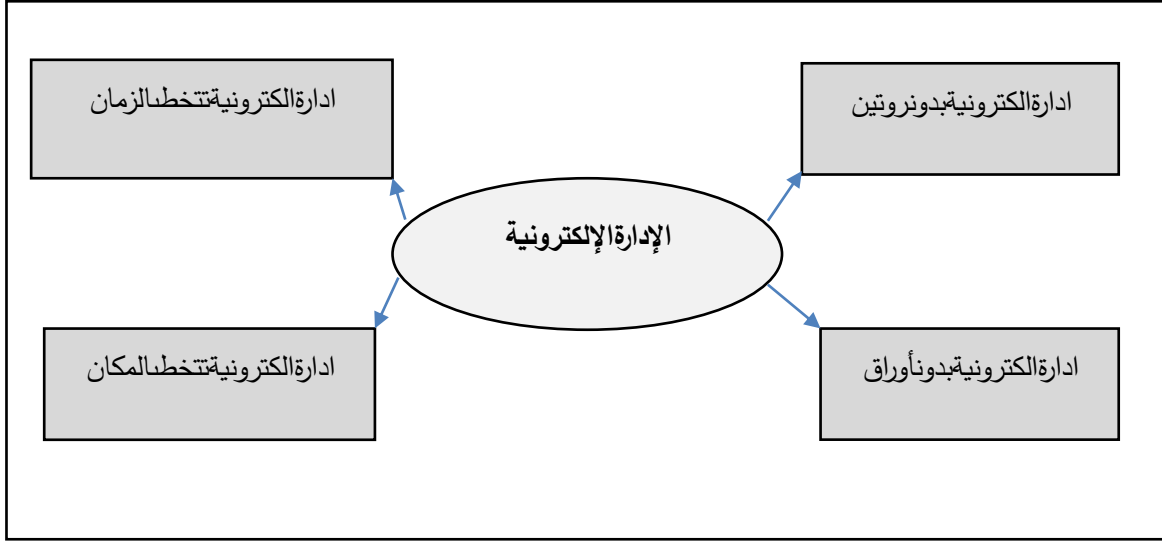 ادارةالكترونيةبدونروتين
ادارةالكترونيةتتخطىالزمان
الإدارةالإلكترونية
ادارةالكترونيةبدونأوراق
ادارةالكترونيةتتخطىالمكان